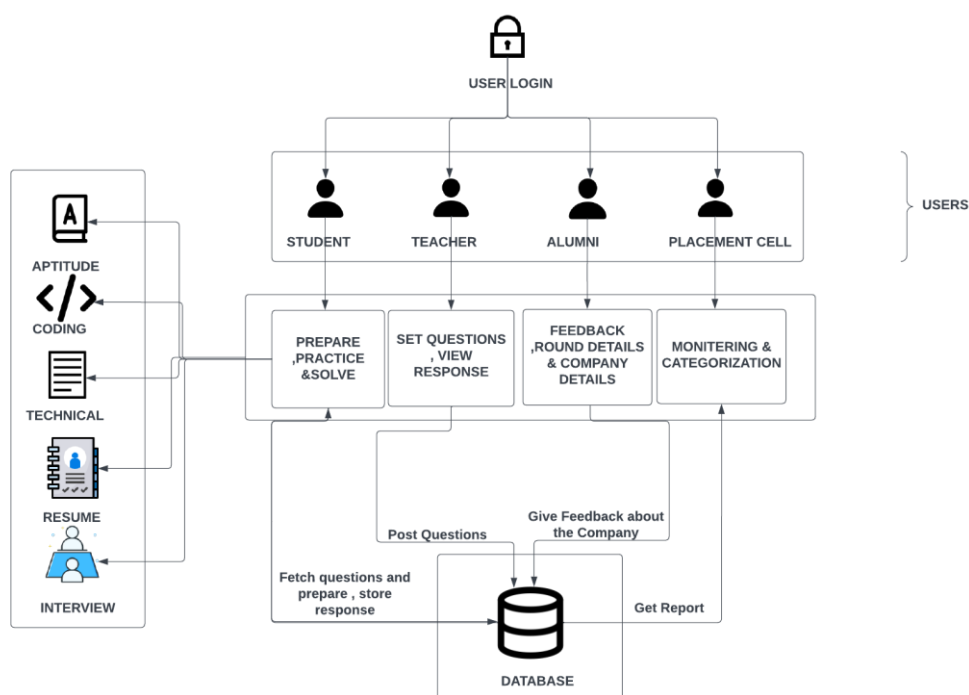 USER LOGIN
USERS
STUDENT
TEACHER
ALUMNI
PLACEMENT CELL
A
APTITUDE
</>
CODING
TECHNICAL
RESUME
INTERVIEW
PREPARE
,PRACTICE
&SOLVE
SET QUESTIONS
, VIEW
RESPONSE
FEEDBACK
,ROUND DETAILS
& COMPANY
DETAILS
MONITERING &
CATEGORIZATION
Post Questions
Give Feedback about
the Company
Fetch questions and
prepare , store
response
Get Report
DATABASE